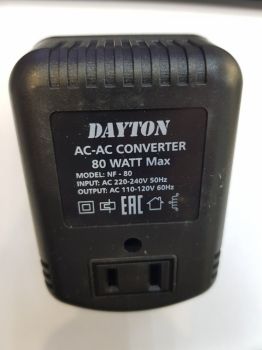 DAYTON
AC-AC CONVERTER
80 WATT Max
MODEL: NF - 80
INPUT: AC 220-240V 50Hz
OUTPUT: AC 110-120V 60Hz
EAC